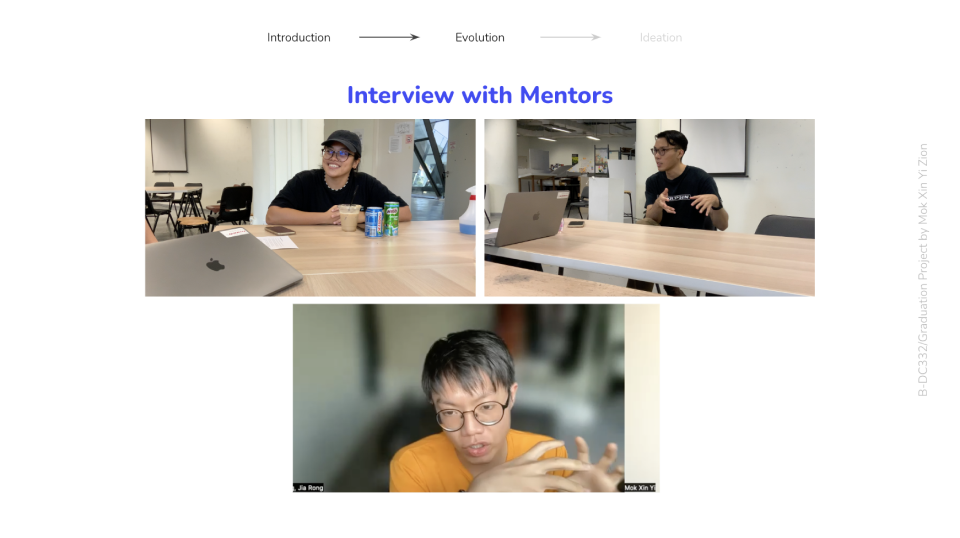 Introduction
Evolution
Ideation
Interview with Mentors
, Jia Rong
Mok Xin Yi
B-DC332/Graduation Project by Mok Xin Yi Zion